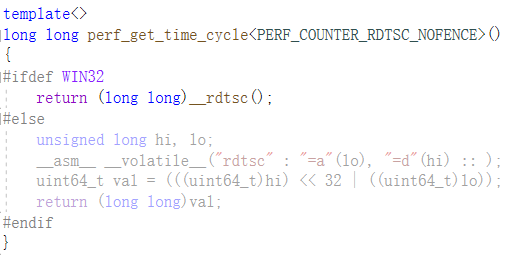 template<>
long long perf_get_time_cycle<PERF_COUNTER_RDTSC_NOFENCE>()
{
#ifdef WIN32
    return (long long)__rdtsc();
#else
    unsigned long hi, lo;
    __asm__ __volatile__("rdtsc" : "=a"(lo), "=d"(hi) :: );
    uint64_t val = (((uint64_t)hi) << 32 | ((uint64_t)lo));
    return (long long)val;
#endif
}